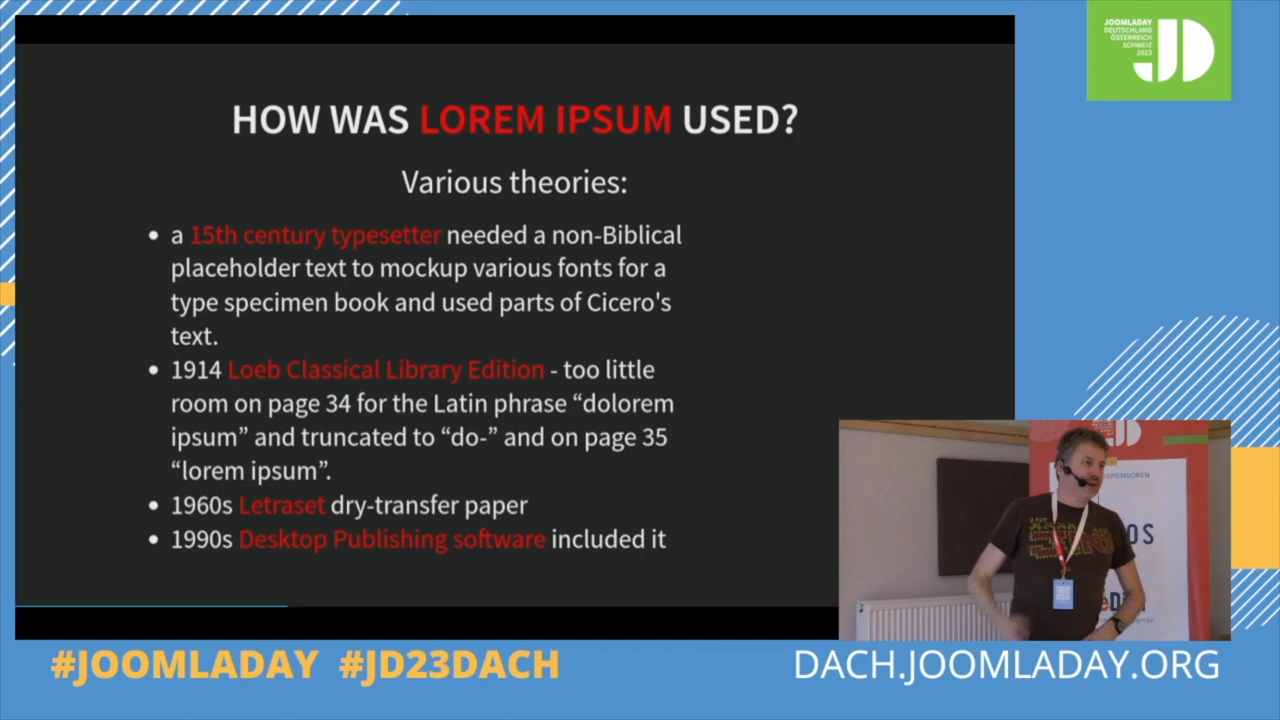 JOOMLADAY
DEUTSCHLAND
ÖSTERREICH
SCHWEIZ
2023
JD
HOW WAS LOREM IPSUM USED?
Various theories:
• a 15th century typesetter needed a non-Biblical
placeholder text to mockup various fonts for a
type specimen book and used parts of Cicero's
text.
• 1914 Loeb Classical Library Edition - too little
room on page 34 for the Latin phrase “dolorem
ipsum” and truncated to “do-” and on page 35
“lorem ipsum”.
• 1960s Letraset dry-transfer paper
• 1990s Desktop Publishing software included it
SPONSOREN
OS
#JOOMLADAY #JD23DACH
DACH.JOOMLADAY.ORG